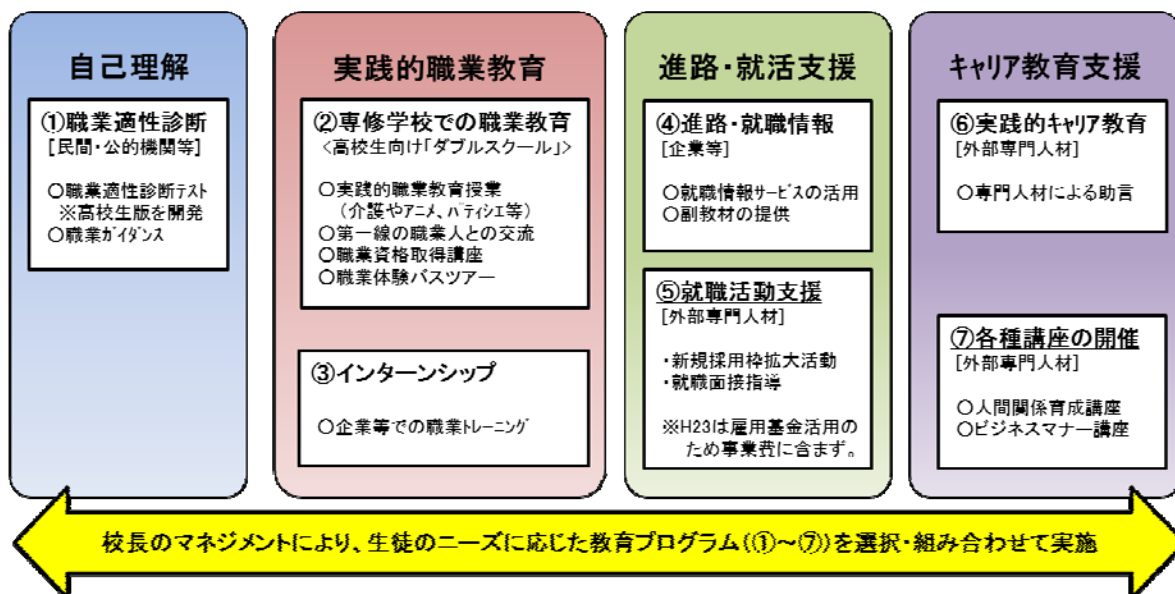 自己理解
①職業適性診断
[民間・公的機関等]
○職業適性診断テスト
※高校生版を開発
○職業ｶﾞｲﾀﾞﾝｽ
実践的職業教育
②専修学校での職業教育
<高校生向け「ダブルスクール」>
○実践的職業教育授業
（介護やｱﾆﾒ、ﾊﾟﾃｨｼｴ等）
○第一線の職業人との交流
○職業資格取得講座
○職業体験バスツアー
③インターンシップ
○企業等での職業ﾄﾚｰﾆﾝｸﾞ
進路・就活支援
④進路・就職情報
[企業等]
○就職情報サービスの活用
○副教材の提供
⑤就職活動支援
[外部専門人材]
・新規採用枠拡大活動
・就職面接指導
※H23は雇用基金活用の
ため事業費に含まず。
ｷｬﾘｱ教育支援
⑥実践的キャリア教育
[外部専門人材]
○専門人材による助言
⑦各種講座の開催
[外部専門人材]
○人間関係育成講座
○ビジネスマナー講座
校長のマネジメントにより、生徒のニーズに応じた教育プログラム(（①～⑦)）を選択・組み合わせて実施